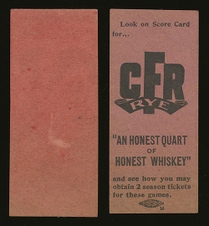 Look on Score Card
for...
CFR
RYE
"AN HONEST QUART
OF
HONEST WHISKEY"
and see how you may
obtain 2 season tickets
for these games.